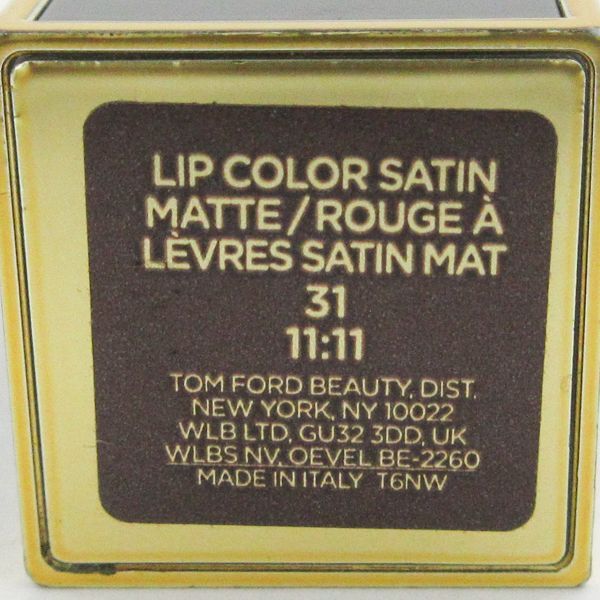 LIP COLOR SATIN
MATTE/ROUGE À
LÈVRES SATIN MAT
31
11:11
TOM FORD BEAUTY, DIST.
NEW YORK, NY 10022
WLB LTD, GU32 3DD, UK
WLBS NV, OEVEL BE-2260
MADE IN ITALY T6NW